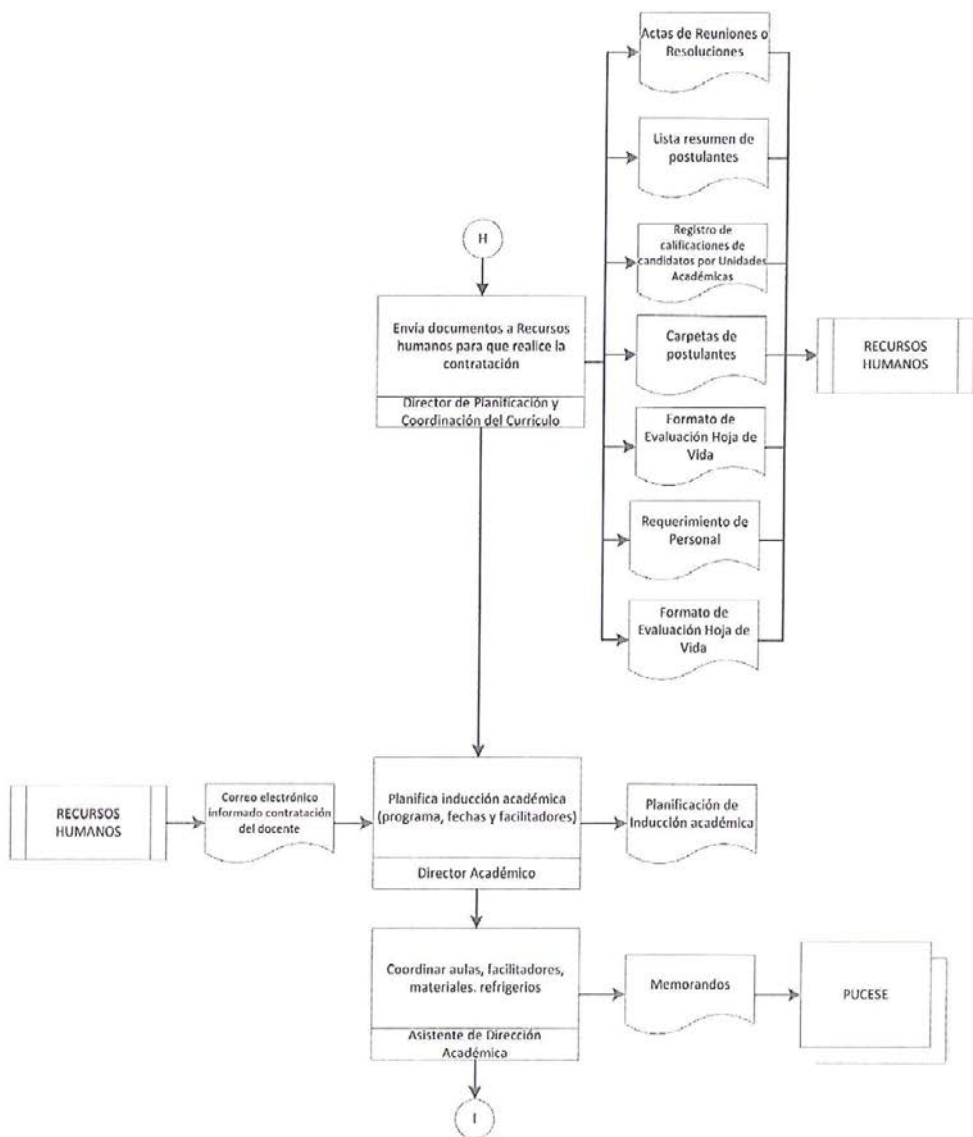 Actas de Reuniones o
Resoluciones
Lista resumen de
postulantes
H
Registro de
calificaciones de
candidatos por Unidades
Académicas
Envía documentos a Recursos
humanos para que realice la
contratación
Director de Planificación y
Coordinación del Currículo
Carpetas de
postulantes
RECURSOS
HUMANOS
Formato de
Evaluación Hoja de
Vida
Requerimiento de
Personal
Formato de
Evaluación Hoja de
Vida
RECURSOS
HUMANOS
Correo electrónico
informado contratación
del docente
Planifica inducción académica
(programa, fechas y facilitadores)
Director Académico
Planificación de
Inducción académica
Coordinar aulas, facilitadores,
materiales. refrigerios
Asistente de Dirección
Académica
Memorandos
PUCESE
I